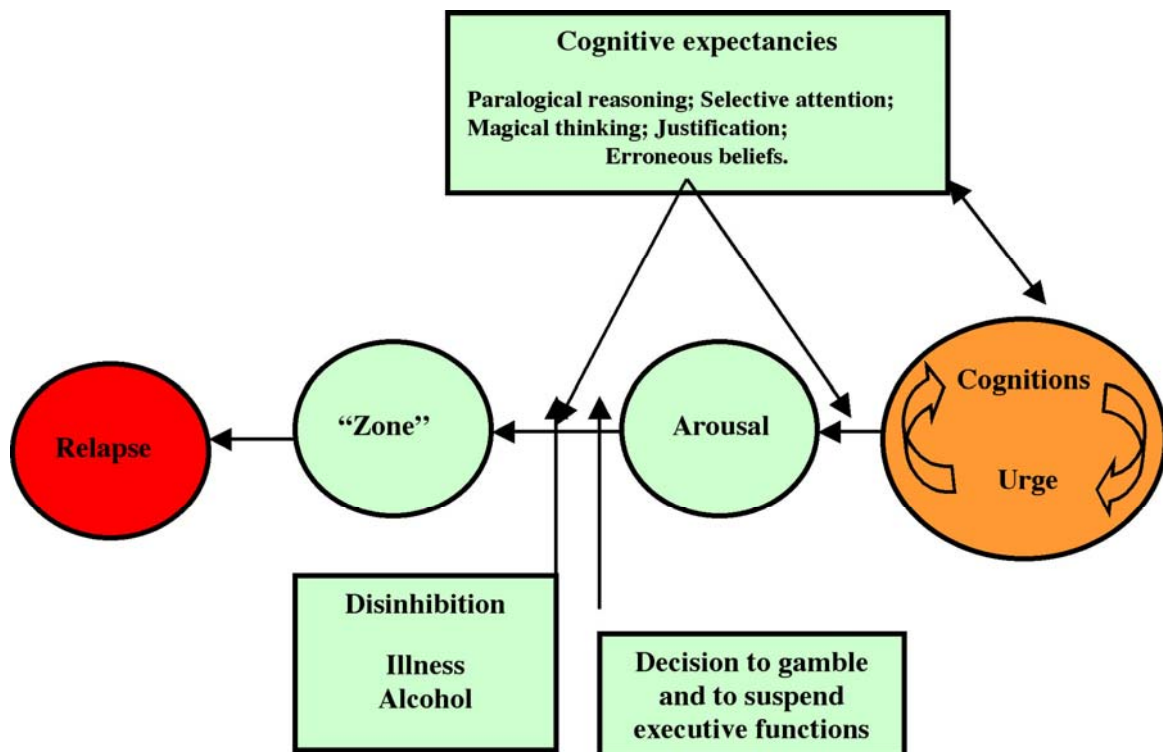 Cognitive expectancies
Paralogical reasoning; Selective attention;
Magical thinking; Justification;
Erroneous beliefs.
Relapse
“Zone”
Arousal
Cognitions
Urge
Disinhibition
Illness
Alcohol
Decision to gamble
and to suspend
executive functions